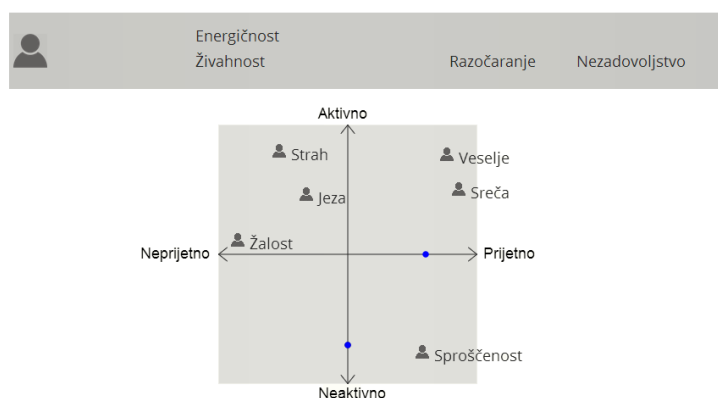 Energičnost
Živahnost Razočaranje Nezadovoljstvo
Aktivno
Strah
Veselje
Sreča
Jeza
Žalost
Neprijetno Prijetno
Sproščenost
Neaktivno